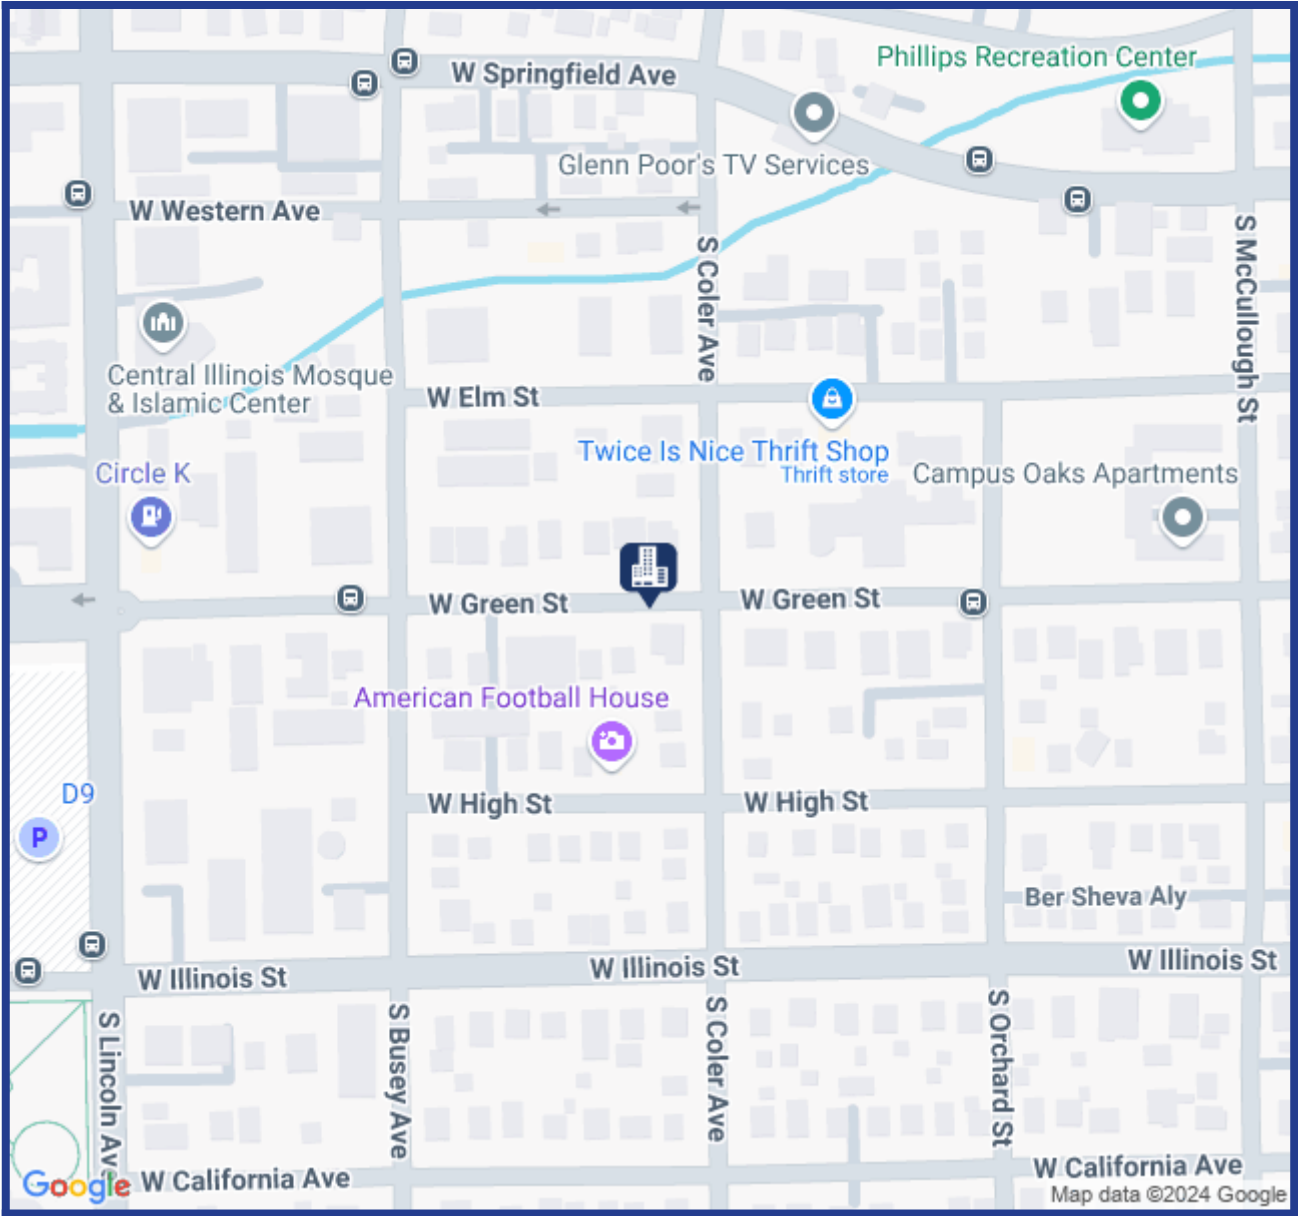 Phillips Recreation Center
W Springfield Ave
Glenn Poor's TV Services
W Western Ave
S Coler Ave
S McCullough St
Central Illinois Mosque
& Islamic Center
W Elm St
Twice Is Nice Thrift Shop
Thrift store
Circle K
Campus Oaks Apartments
W Green St
W Green St
American Football House
D9
P
W High St
W High St
Ber Sheva Aly
W Illinois St
W Illinois St
W Illinois St
S Lincoln Ave
S Busey Ave
S Coler Ave
S Orchard St
W California Ave
W California Ave
Google
Map data ©2024 Google